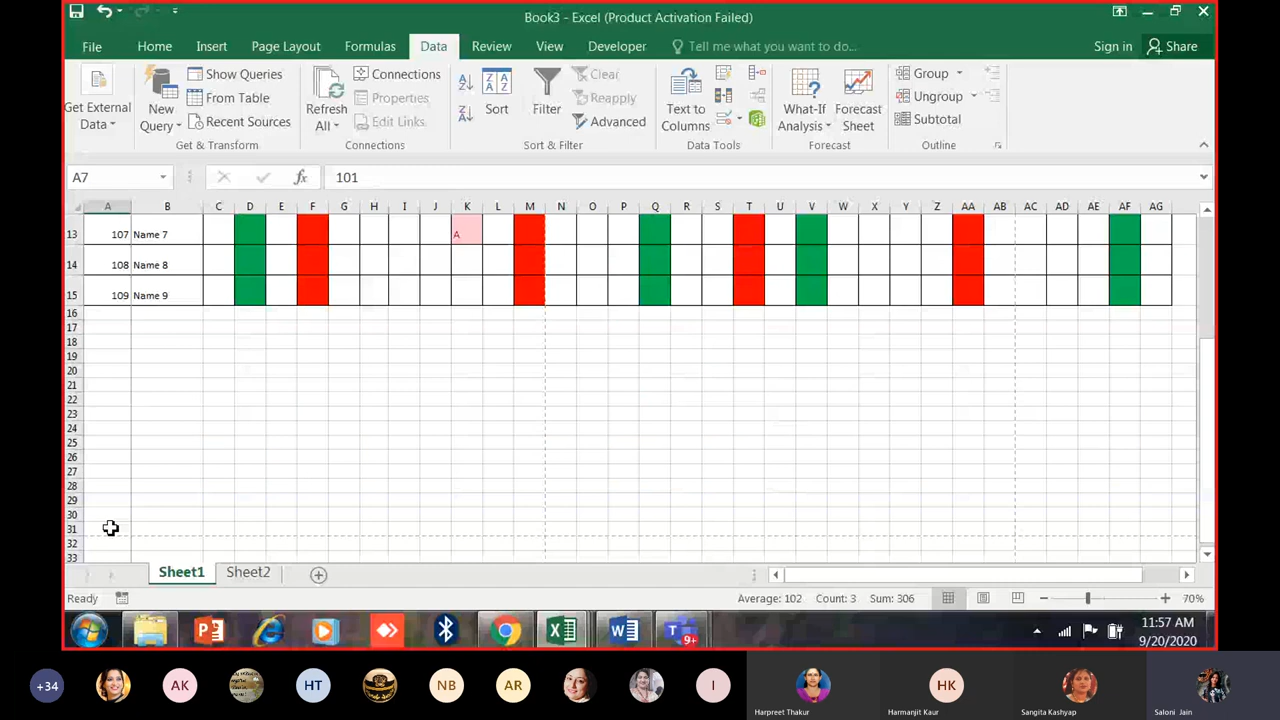 Book3 - Excel (Product Activation Failed)
File Home Insert Page Layout Formulas Data Review View Developer Tell me what you want to do... Sign in Share
Get External Data
New Query
Show Queries
From Table
Recent Sources
Get & Transform
Refresh All
Connections
Properties
Edit Links
Connections
Sort
Filter
Clear
Reapply
Advanced
Sort & Filter
Text to Columns
Data Tools
What-If Analysis
Forecast Sheet
Forecast
Group
Ungroup
Subtotal
Outline
A7 fx 101
A B C D E F G H I J K L M N O P Q R S T U V W X Y Z AA AB AC AD AE AF AG
13 107 Name 7 A
14 108 Name 8
15 109 Name 9
16
17
18
19
20
21
22
23
24
25
26
27
28
29
30
31
32
33
Sheet1 Sheet2
Ready Average: 102 Count: 3 Sum: 306 70%
11:57 AM
9/20/2020
9+
+34 AK HT NB AR I HK
Harpreet Thakur Harmanjit Kaur Sangita Kashyap Saloni Jain